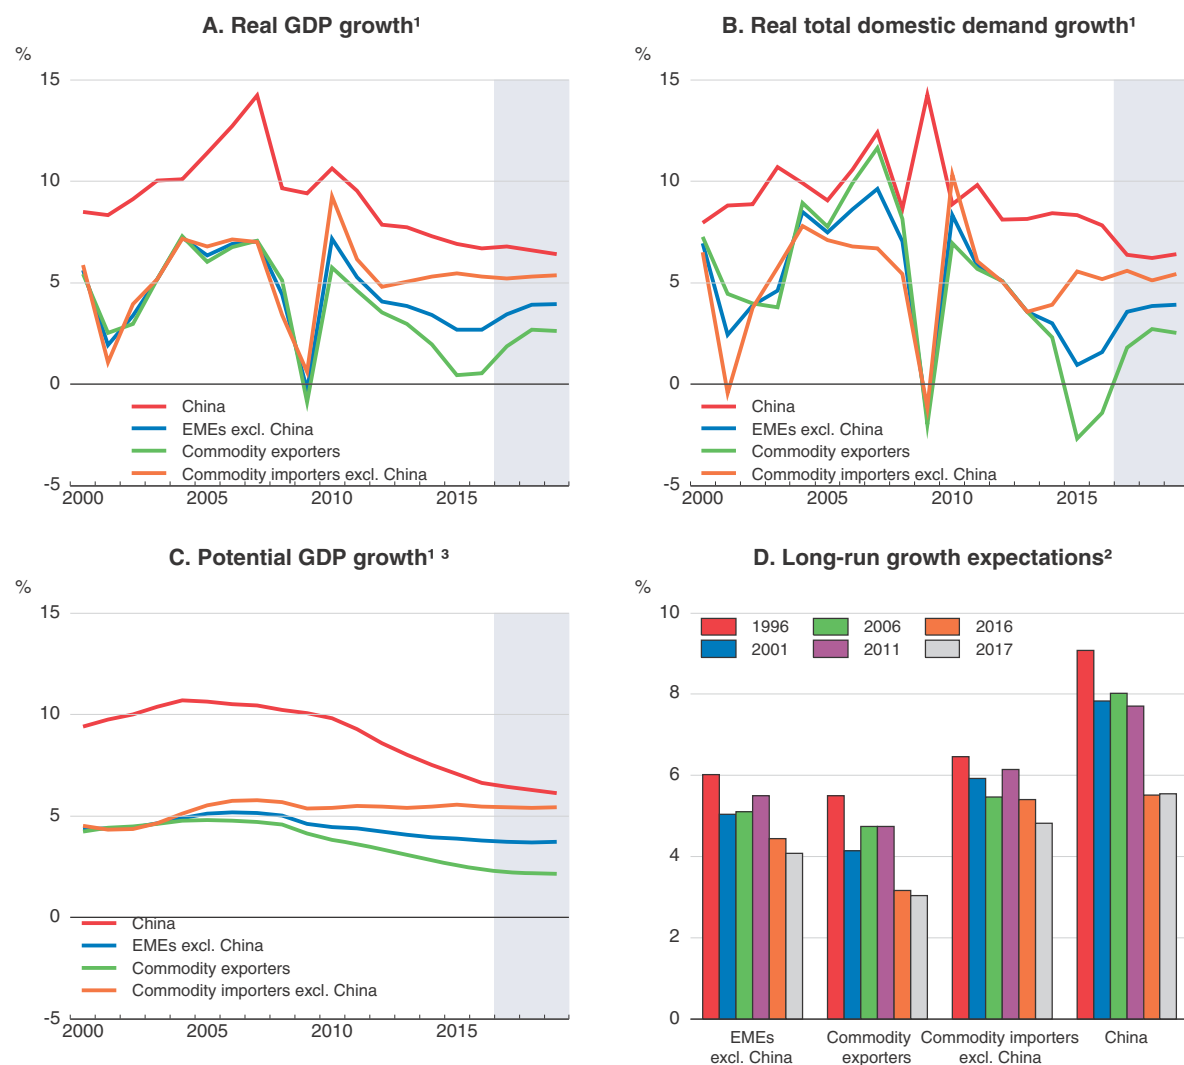 A. Real GDP growth¹
%
15
10
5
0
-5
China
EMEs excl. China
Commodity exporters
Commodity importers excl. China
2000 2005 2010 2015
B. Real total domestic demand growth¹
%
15
10
5
0
-5
China
EMEs excl. China
Commodity exporters
Commodity importers excl. China
2000 2005 2010 2015
C. Potential GDP growth¹ ³
%
15
10
5
0
-5
China
EMEs excl. China
Commodity exporters
Commodity importers excl. China
2000 2005 2010 2015
D. Long-run growth expectations²
%
10
8
6
4
2
0
1996 2006 2016
2001 2011 2017
EMEs
excl. China
Commodity
exporters
Commodity importers
excl. China
China